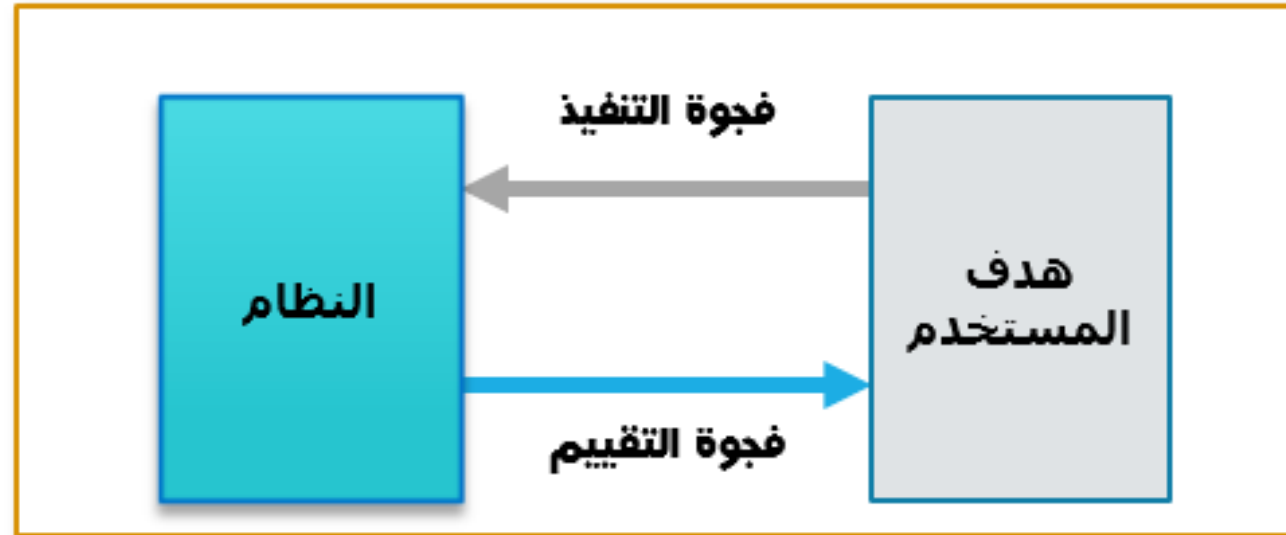 فجوة التنفيذ
هدف
المستخدم
النظام
فجوة التقييم